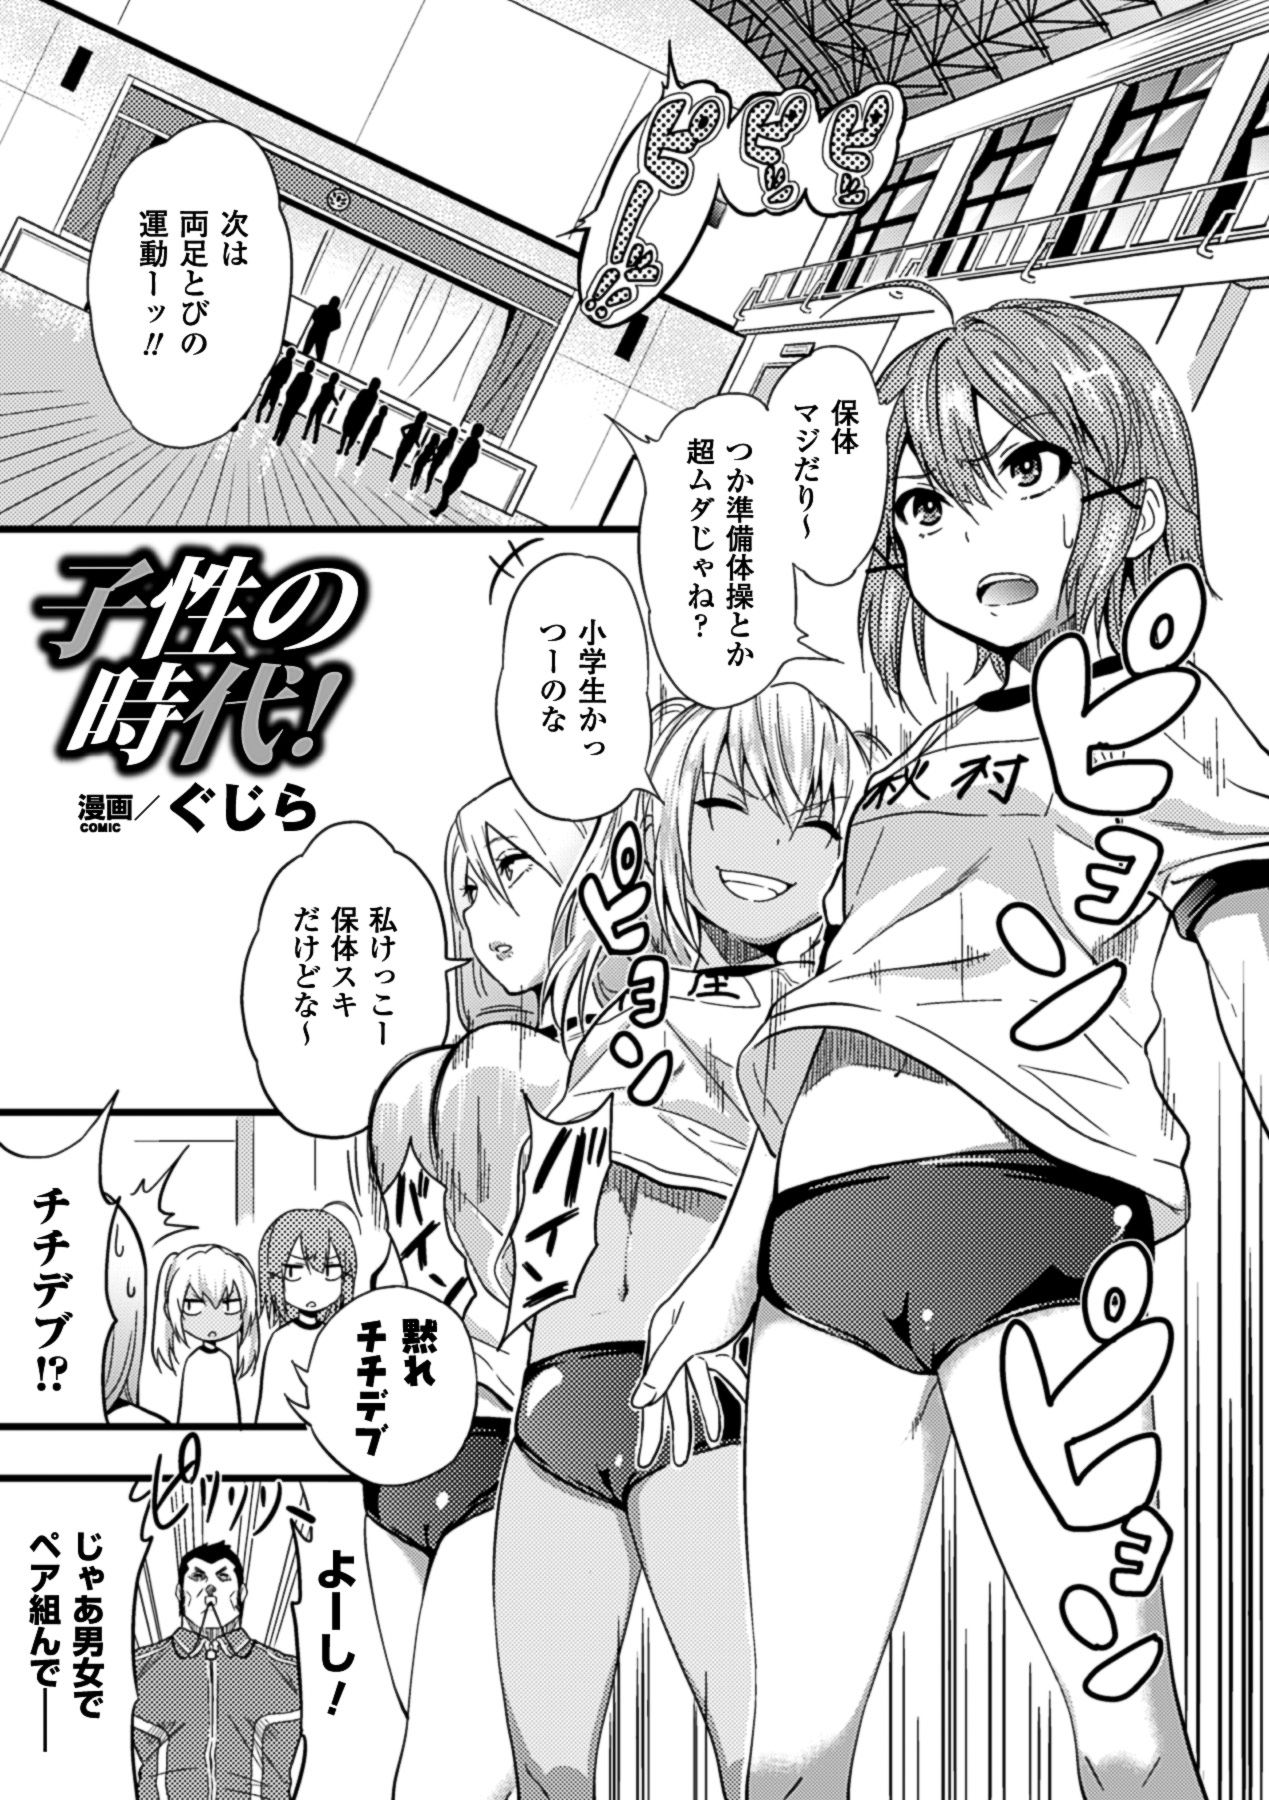 ピッ
ピッ
ピーッ!!
次は
両足とびの
運動ーッ!!
保体
マジだり～
つか準備体操とか
超ムダじゃね?
小学生かっ
つーのな
私けっこー
保体スキ
だけどな～
秋村
ピョン
ピョン
ピョン
バイン
バイン
子性の
時代!
漫画/ぐじら
COMIC
黙れ
チチデブ
チチデブ!?
ピリリリリー
よーし!
じゃあ男女で
ペア組んで──